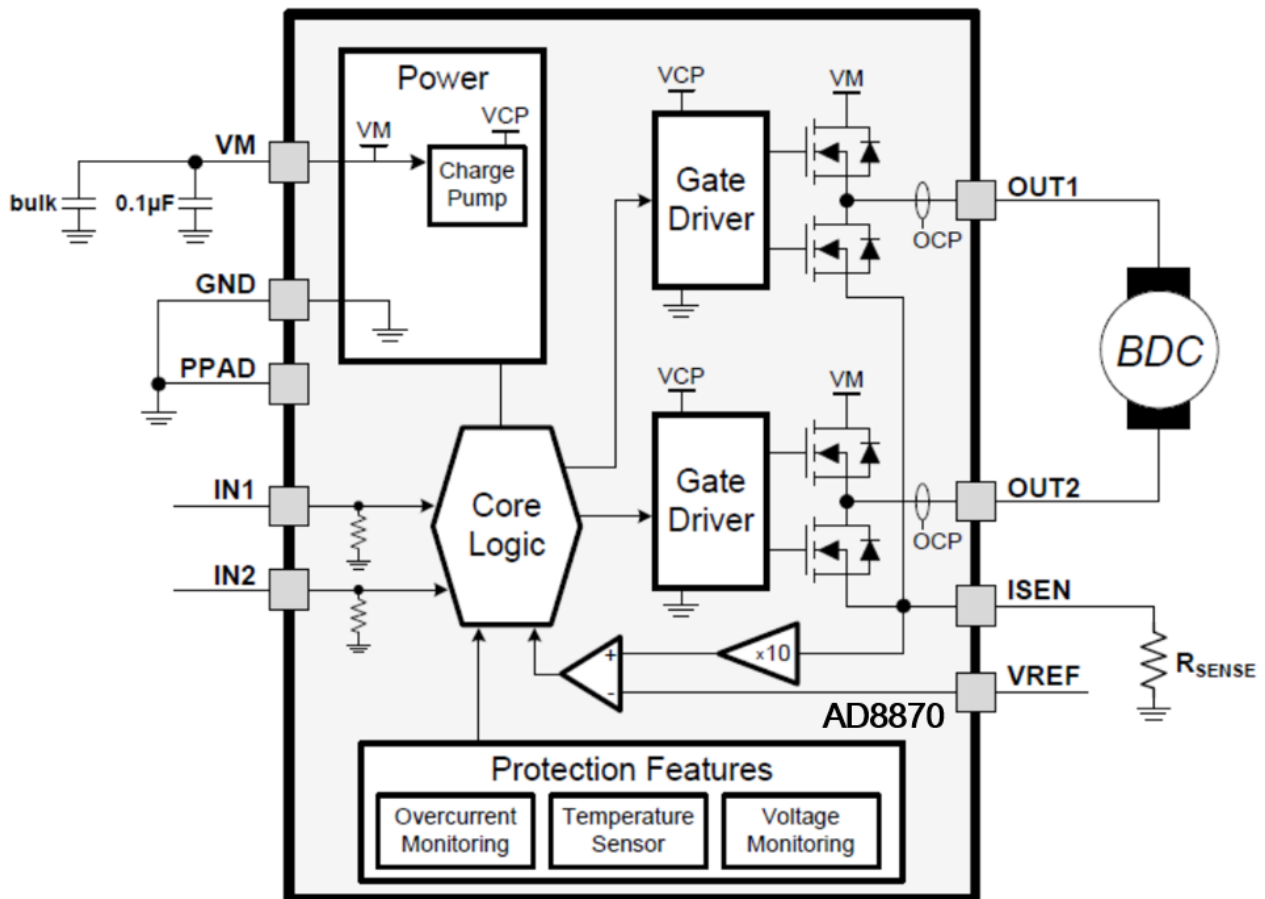 Power
VCP
VM
VCP
VM
VM
Charge
Pump
bulk
0.1µF
Gate
Driver
OUT1
OCP
GND
BDC
PPAD
VCP
VM
IN1
Core
Logic
Gate
Driver
OUT2
OCP
IN2
ISEN
+
×10
-
RSENSE
VREF
AD8870
Protection Features
Overcurrent
Monitoring
Temperature
Sensor
Voltage
Monitoring